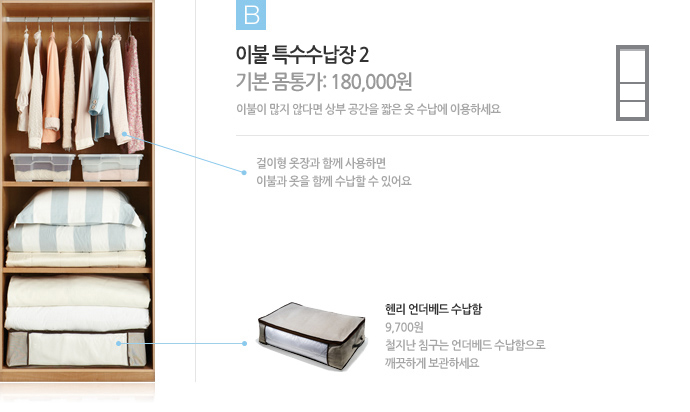 B
이불 특수수납장 2
기본 몸통가: 180,000원
이불이 많지 않다면 상부 공간을 짧은 옷 수납에 이용하세요
걸이형 옷장과 함께 사용하면
이불과 옷을 함께 수납할 수 있어요
헨리 언더베드 수납함
9,700원
철지난 침구는 언더베드 수납함으로
깨끗하게 보관하세요